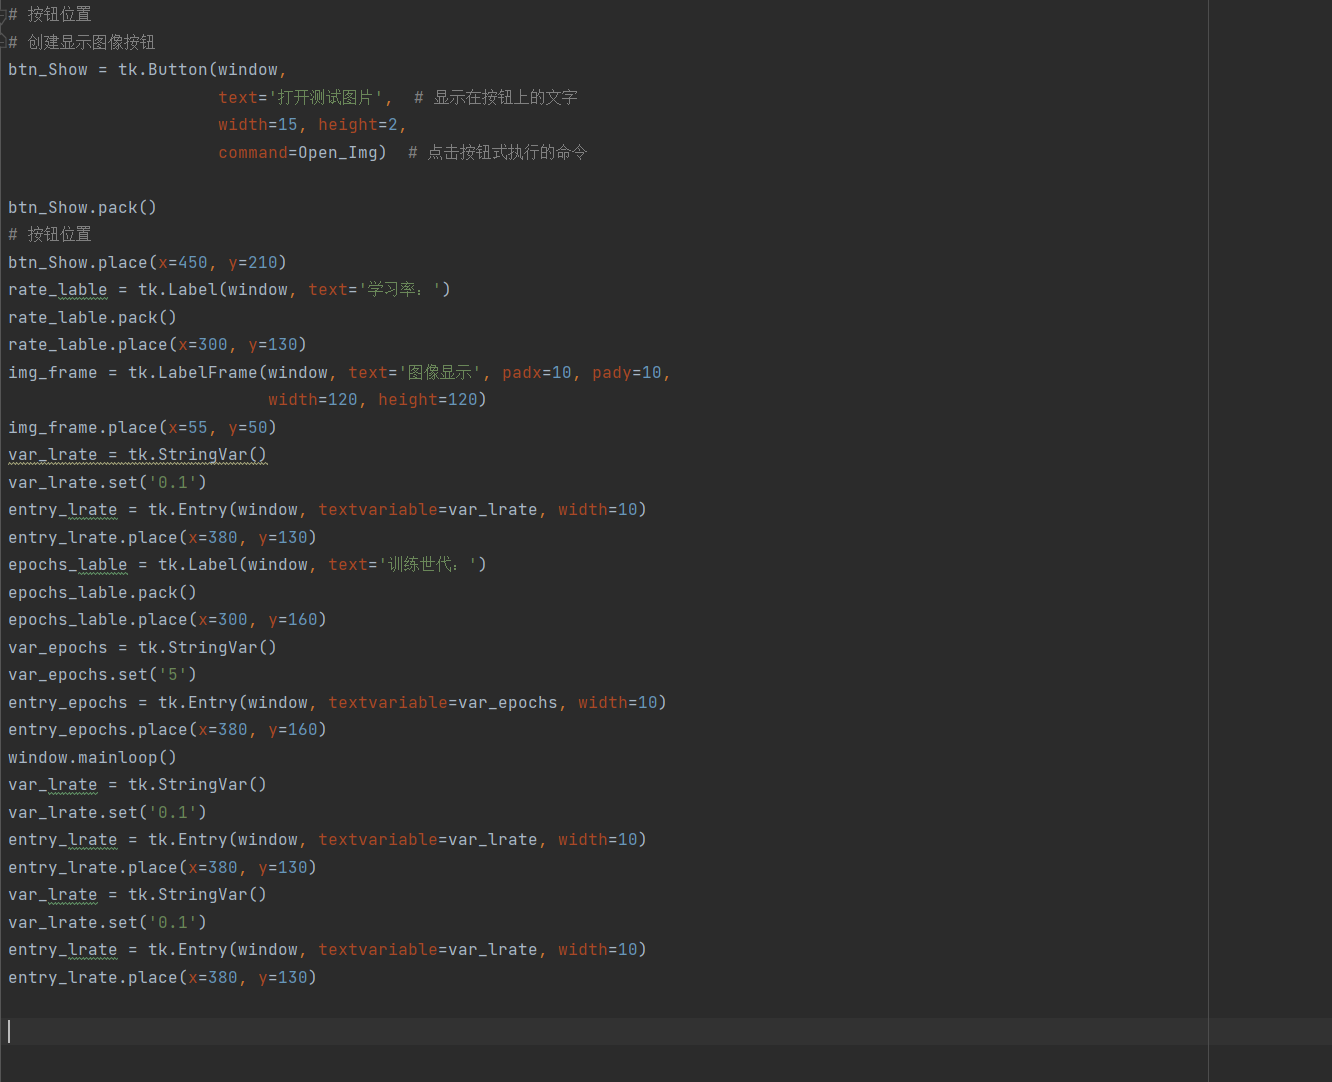 # 按钮位置
# 创建显示图像按钮
btn_Show = tk.Button(window,
                     text='打开测试图片',  # 显示在按钮上的文字
                     width=15, height=2,
                     command=Open_Img)  # 点击按钮式执行的命令

btn_Show.pack()
# 按钮位置
btn_Show.place(x=450, y=210)
rate_lable = tk.Label(window, text='学习率：')
rate_lable.pack()
rate_lable.place(x=300, y=130)
img_frame = tk.LabelFrame(window, text='图像显示', padx=10, pady=10,
                          width=120, height=120)
img_frame.place(x=55, y=50)
var_lrate = tk.StringVar()
var_lrate.set('0.1')
entry_lrate = tk.Entry(window, textvariable=var_lrate, width=10)
entry_lrate.place(x=380, y=130)
epochs_lable = tk.Label(window, text='训练世代：')
epochs_lable.pack()
epochs_lable.place(x=300, y=160)
var_epochs = tk.StringVar()
var_epochs.set('5')
entry_epochs = tk.Entry(window, textvariable=var_epochs, width=10)
entry_epochs.place(x=380, y=160)
window.mainloop()
var_lrate = tk.StringVar()
var_lrate.set('0.1')
entry_lrate = tk.Entry(window, textvariable=var_lrate, width=10)
entry_lrate.place(x=380, y=130)
var_lrate = tk.StringVar()
var_lrate.set('0.1')
entry_lrate = tk.Entry(window, textvariable=var_lrate, width=10)
entry_lrate.place(x=380, y=130)